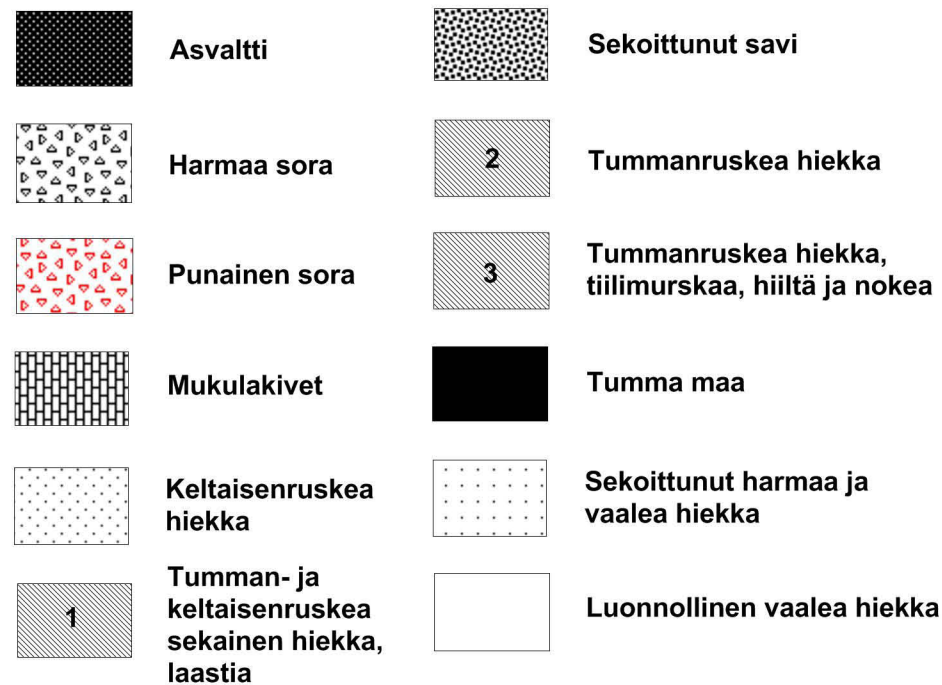 Asvaltti
Harmaa sora
Punainen sora
Mukulakivet
Keltaisenruskea
hiekka
1
Tumman- ja
keltaisenruskea
sekainen hiekka,
laastia
Sekoittunut savi
2
Tummanruskea hiekka
3
Tummanruskea hiekka,
tiilimurskaa, hiiltä ja nokea
Tumma maa
Sekoittunut harmaa ja
vaalea hiekka
Luonnollinen vaalea hiekka